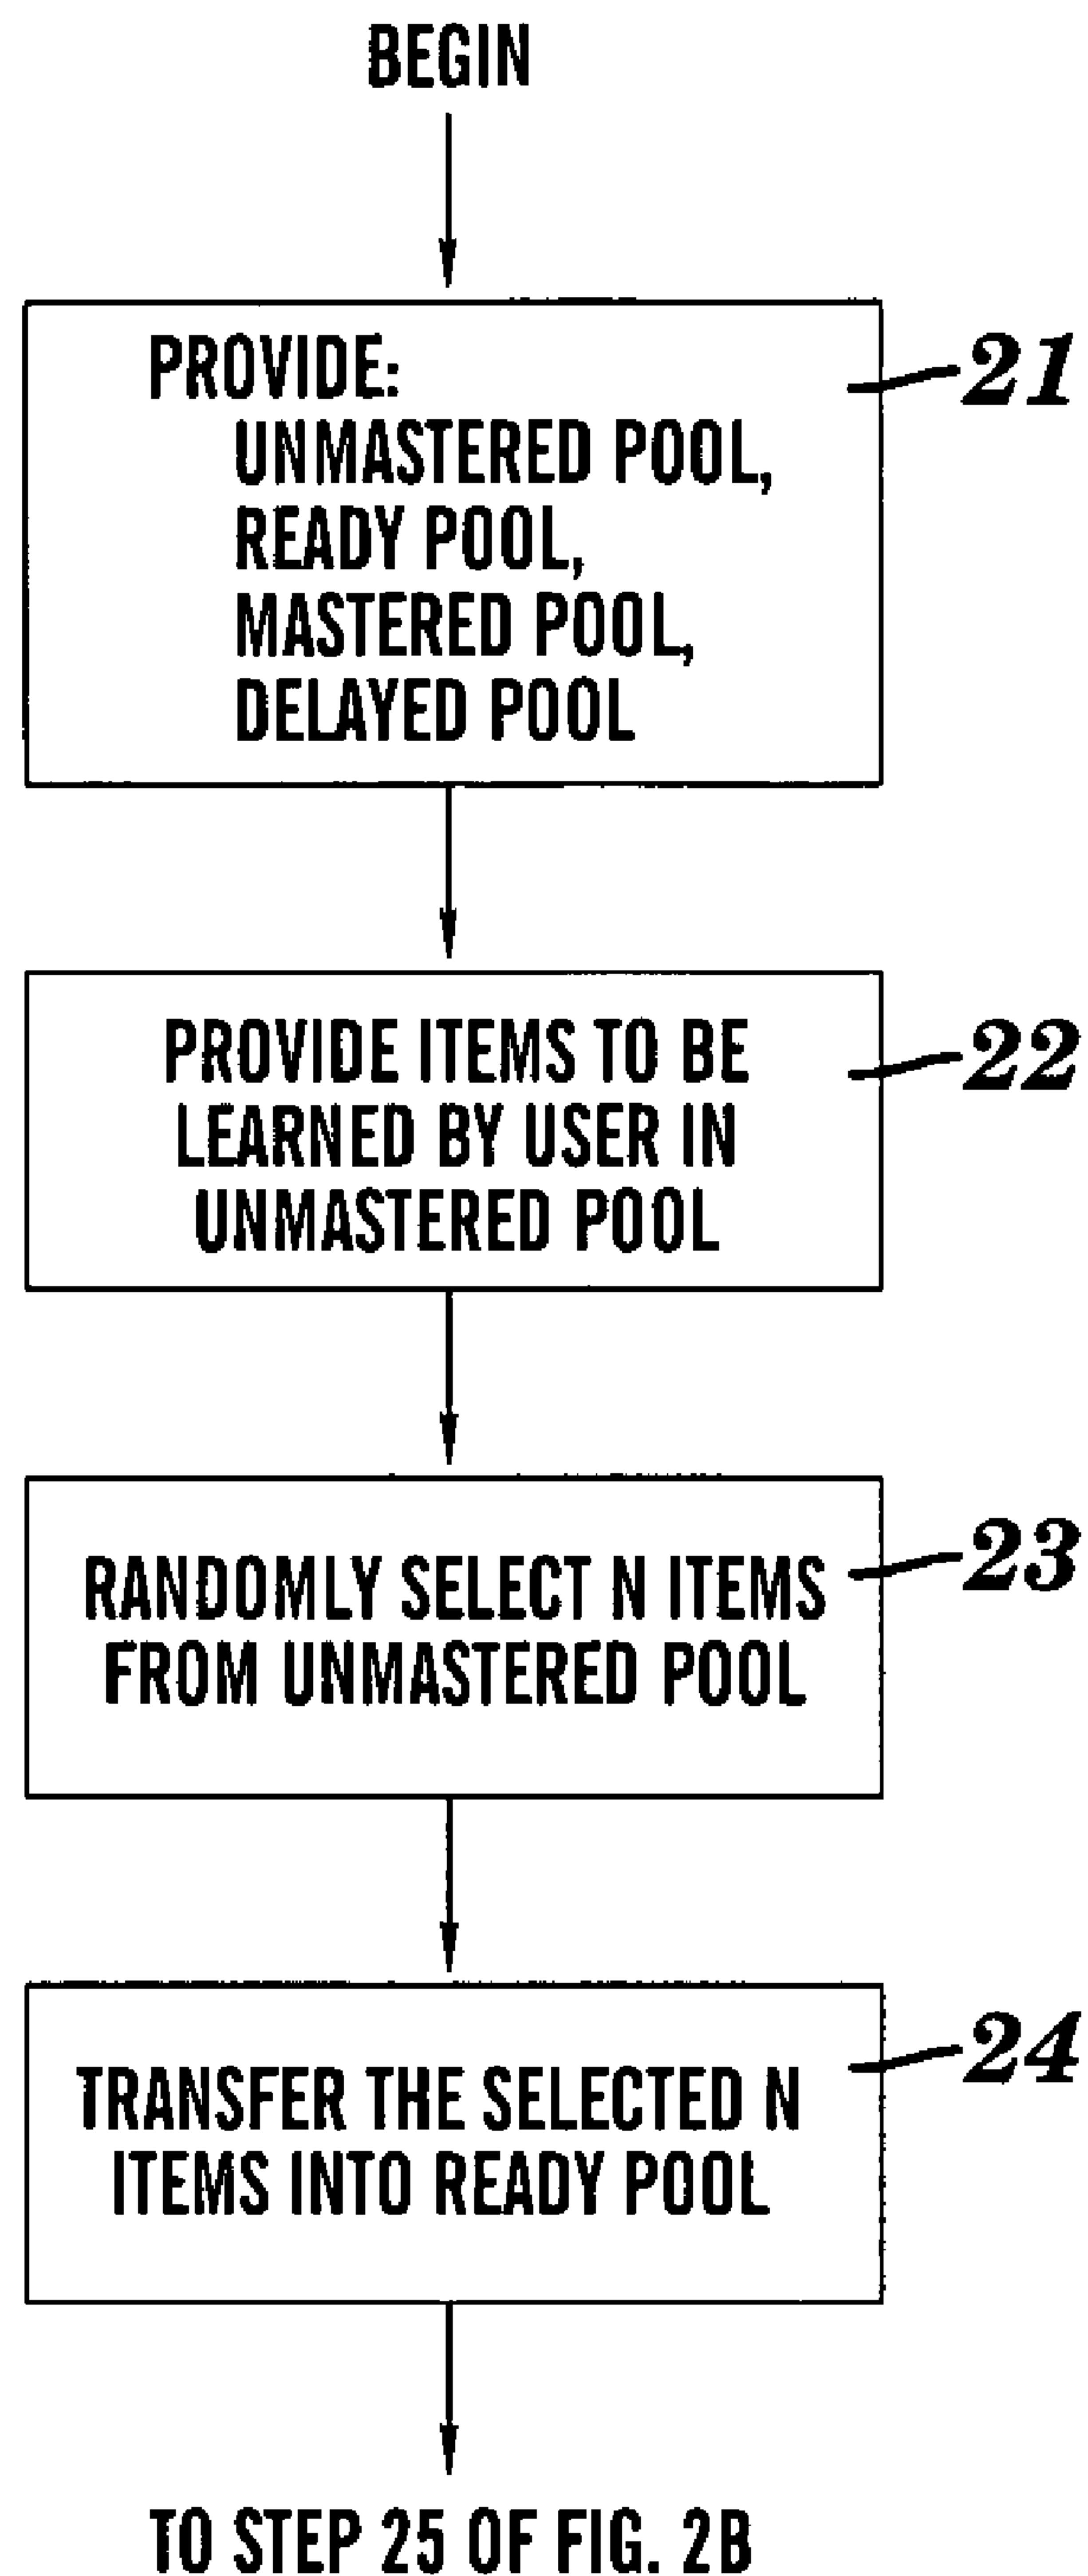 BEGIN
PROVIDE:
UNMASTERED POOL,
READY POOL,
MASTERED POOL,
DELAYED POOL
21
PROVIDE ITEMS TO BE
LEARNED BY USER IN
UNMASTERED POOL
22
RANDOMLY SELECT N ITEMS
FROM UNMASTERED POOL
23
TRANSFER THE SELECTED N
ITEMS INTO READY POOL
24
TO STEP 25 OF FIG. 2B